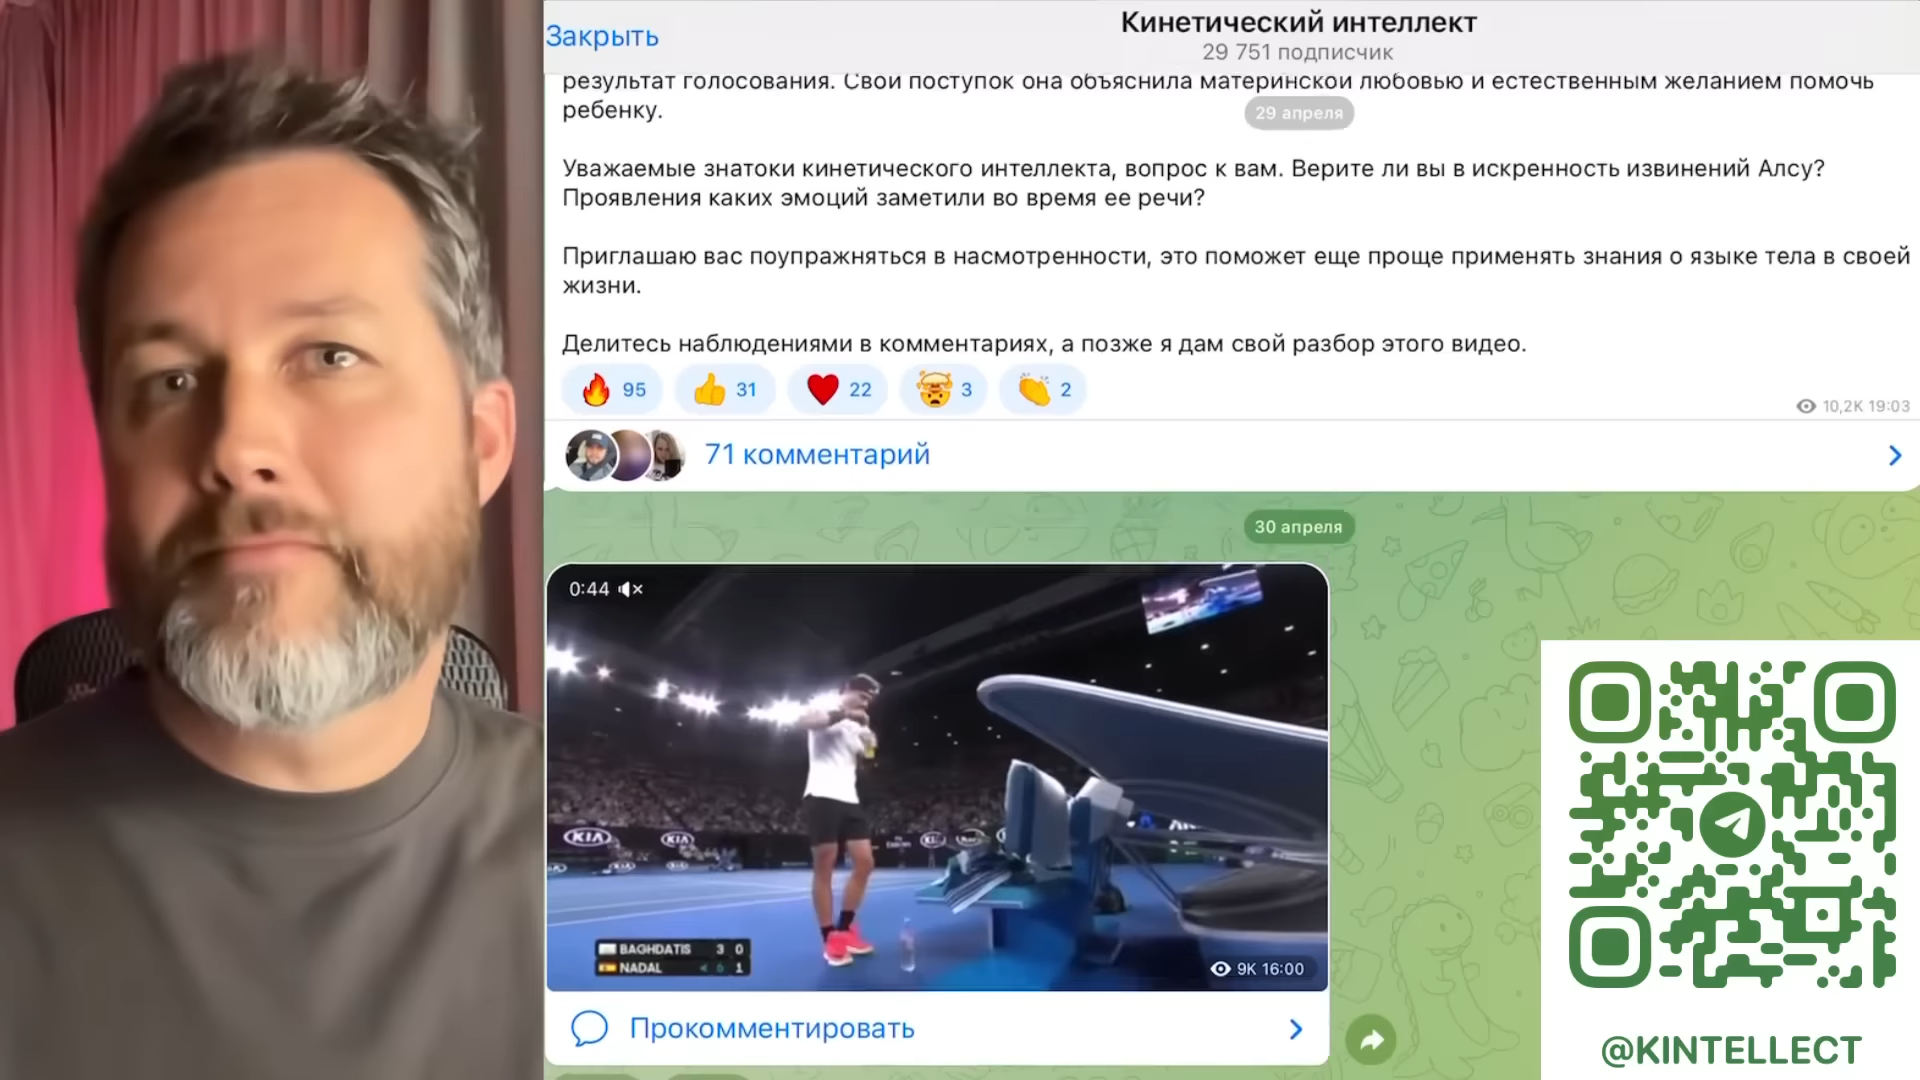 Закрыть
Кинетический интеллект
29 751 подписчик
результат голосования. Свой поступок она объяснила материнской любовью и естественным желанием помочь
ребенку.
29 апреля
Уважаемые знатоки кинетического интеллекта, вопрос к вам. Верите ли вы в искренность извинений Алсу?
Проявления каких эмоций заметили во время ее речи?
Приглашаю вас поупражняться в насмотренности, это поможет еще проще применять знания о языке тела в своей
жизни.
Делитесь наблюдениями в комментариях, а позже я дам свой разбор этого видео.
95 31 22 3 2
10,2K 19:03
71 комментарий
30 апреля
0:44
KIA KIA KIA
BAGHDATIS 3 0
NADAL 6 1
9K 16:00
Прокомментировать
@KINTELLECT